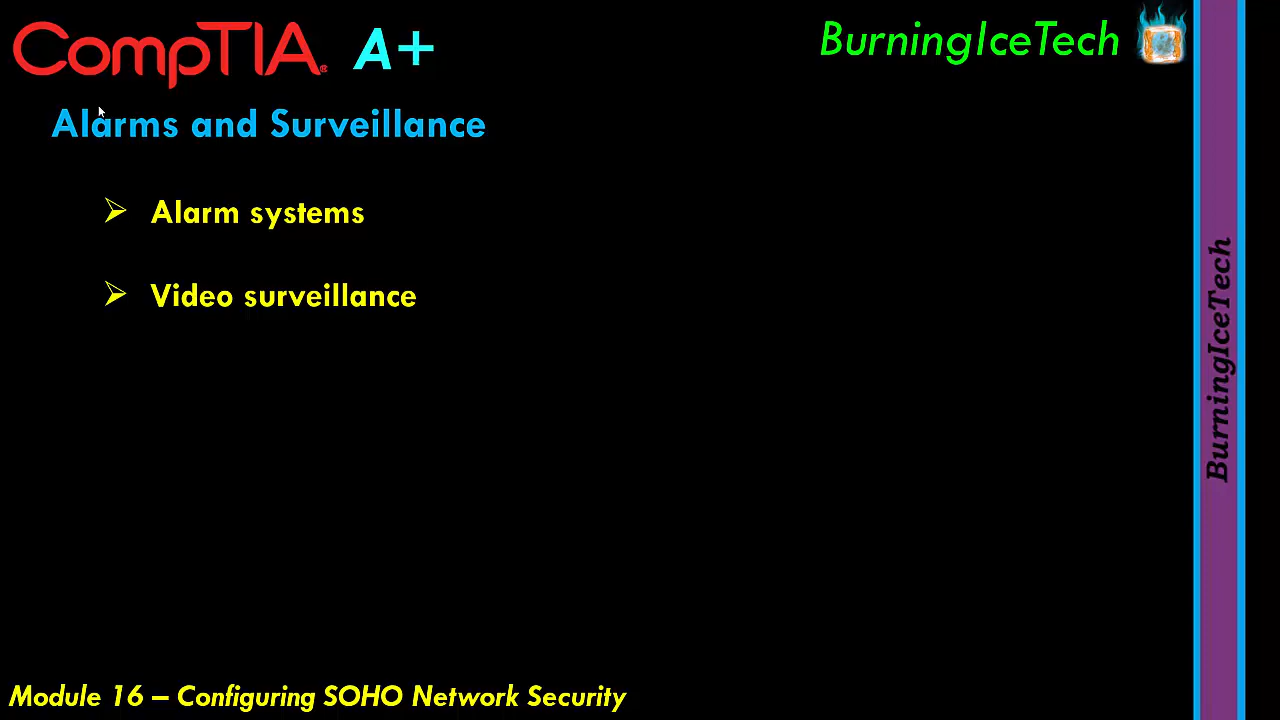 CompTIA® A+
BurningIceTech
Alarms and Surveillance
➢ Alarm systems
➢ Video surveillance
BurningIceTech
Module 16 – Configuring SOHO Network Security